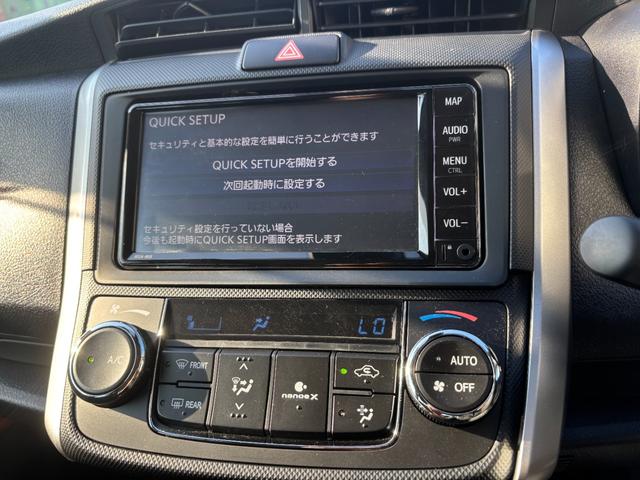 QUICK SETUP
セキュリティと基本的な設定を簡単に行うことができます
QUICK SETUPを開始する
次回起動時に設定する
セキュリティ設定を行っていない場合
今後も起動時にQUICK SETUP画面を表示します
MAP
AUDIO
PWR
MENU
CTRL
VOL+
VOL−
LO
A/C
FRONT
REAR
nanoe X
AUTO
OFF